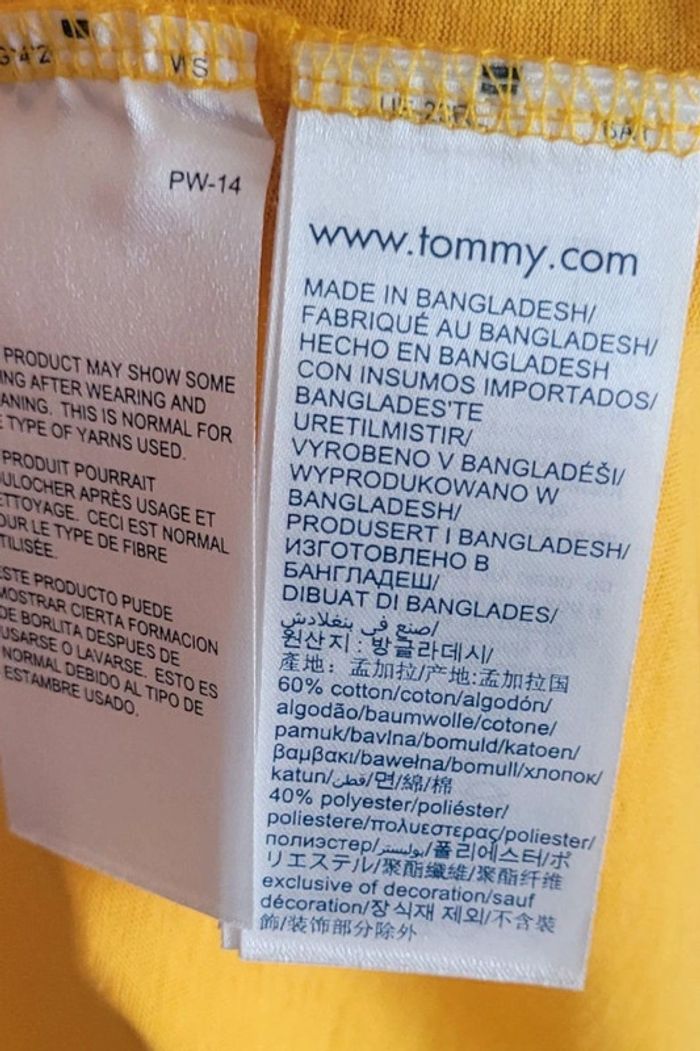 WS
PW-14
PRODUCT MAY SHOW SOME
AFTER WEARING AND
THIS IS NORMAL FOR
TYPE OF YARNS USED.
PRODUIT POURRAIT
APRÈS USAGE ET
CECI EST NORMAL
LE TYPE DE FIBRE
PRODUCTO PUEDE
MOSTRAR CIERTA FORMACION
DE BORLITA DESPUES DE
USARSE O LAVARSE. ESTO ES
NORMAL DEBIDO AL TIPO DE
ESTAMBRE USADO.
www.tommy.com
MADE IN BANGLADESH/
FABRIQUÉ AU BANGLADESH/
HECHO EN BANGLADESH
CON INSUMOS IMPORTADOS/
BANGLADES'TE
URETILMISTIR/
VYROBENO V BANGLADÉŠI/
WYPRODUKOWANO W
BANGLADESH/
PRODUSERT I BANGLADESH/
ИЗГОТОВЛЕНО В
БАНГЛАДЕШ/
DIBUAT DI BANGLADES/
صنع في بنغلادش/
원산지: 방글라데시/
產地: 孟加拉/产地:孟加拉国
60% cotton/coton/algodón/
algodão/baumwolle/cotone/
pamuk/bavlna/bomuld/katoen/
βαμβακι/bawełna/bomull/хлопок/
katun/قطن/면/綿/棉
40% polyester/poliéster/
poliestere/πολυεστερας/poliester/
полиэстер/بوليستر/폴리에스터/ポ
リエステル/聚酯纖維/聚酯纤维
exclusive of decoration/sauf
décoration/장식재 제외/不含裝
飾/装饰部分除外